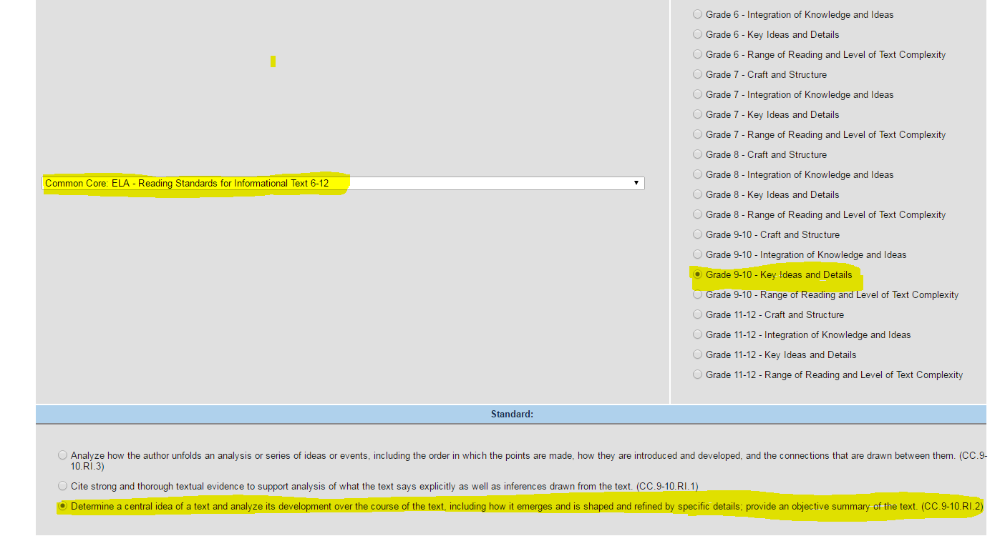 Grade 6 - Integration of Knowledge and Ideas
Grade 6 - Key Ideas and Details
Grade 6 - Range of Reading and Level of Text Complexity
Grade 7 - Craft and Structure
Grade 7 - Integration of Knowledge and Ideas
Grade 7 - Key Ideas and Details
Grade 7 - Range of Reading and Level of Text Complexity
Grade 8 - Craft and Structure
Common Core: ELA - Reading Standards for Informational Text 6-12
Grade 8 - Integration of Knowledge and Ideas
Grade 8 - Key Ideas and Details
Grade 8 - Range of Reading and Level of Text Complexity
Grade 9-10 - Craft and Structure
Grade 9-10 - Integration of Knowledge and Ideas
Grade 9-10 - Key Ideas and Details
Grade 9-10 - Range of Reading and Level of Text Complexity
Grade 11-12 - Craft and Structure
Grade 11-12 - Integration of Knowledge and Ideas
Grade 11-12 - Key Ideas and Details
Grade 11-12 - Range of Reading and Level of Text Complexity
Standard:
Analyze how the author unfolds an analysis or series of ideas or events, including the order in which the points are made, how they are introduced and developed, and the connections that are drawn between them. (CC.9-
10.RI.3)
Cite strong and thorough textual evidence to support analysis of what the text says explicitly as well as inferences drawn from the text. (CC.9-10.RI.1)
Determine a central idea of a text and analyze its development over the course of the text, including how it emerges and is shaped and refined by specific details; provide an objective summary of the text. (CC.9-10.RI.2)